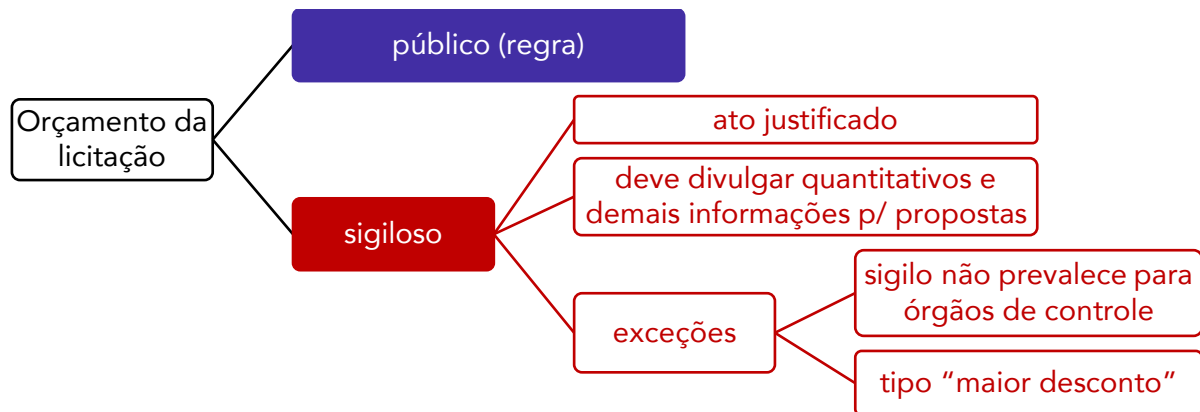 público (regra)
Orçamento da
licitação
ato justificado
deve divulgar quantitativos e
demais informações p/ propostas
sigiloso
sigilo não prevalece para
órgãos de controle
exceções
tipo “maior desconto”